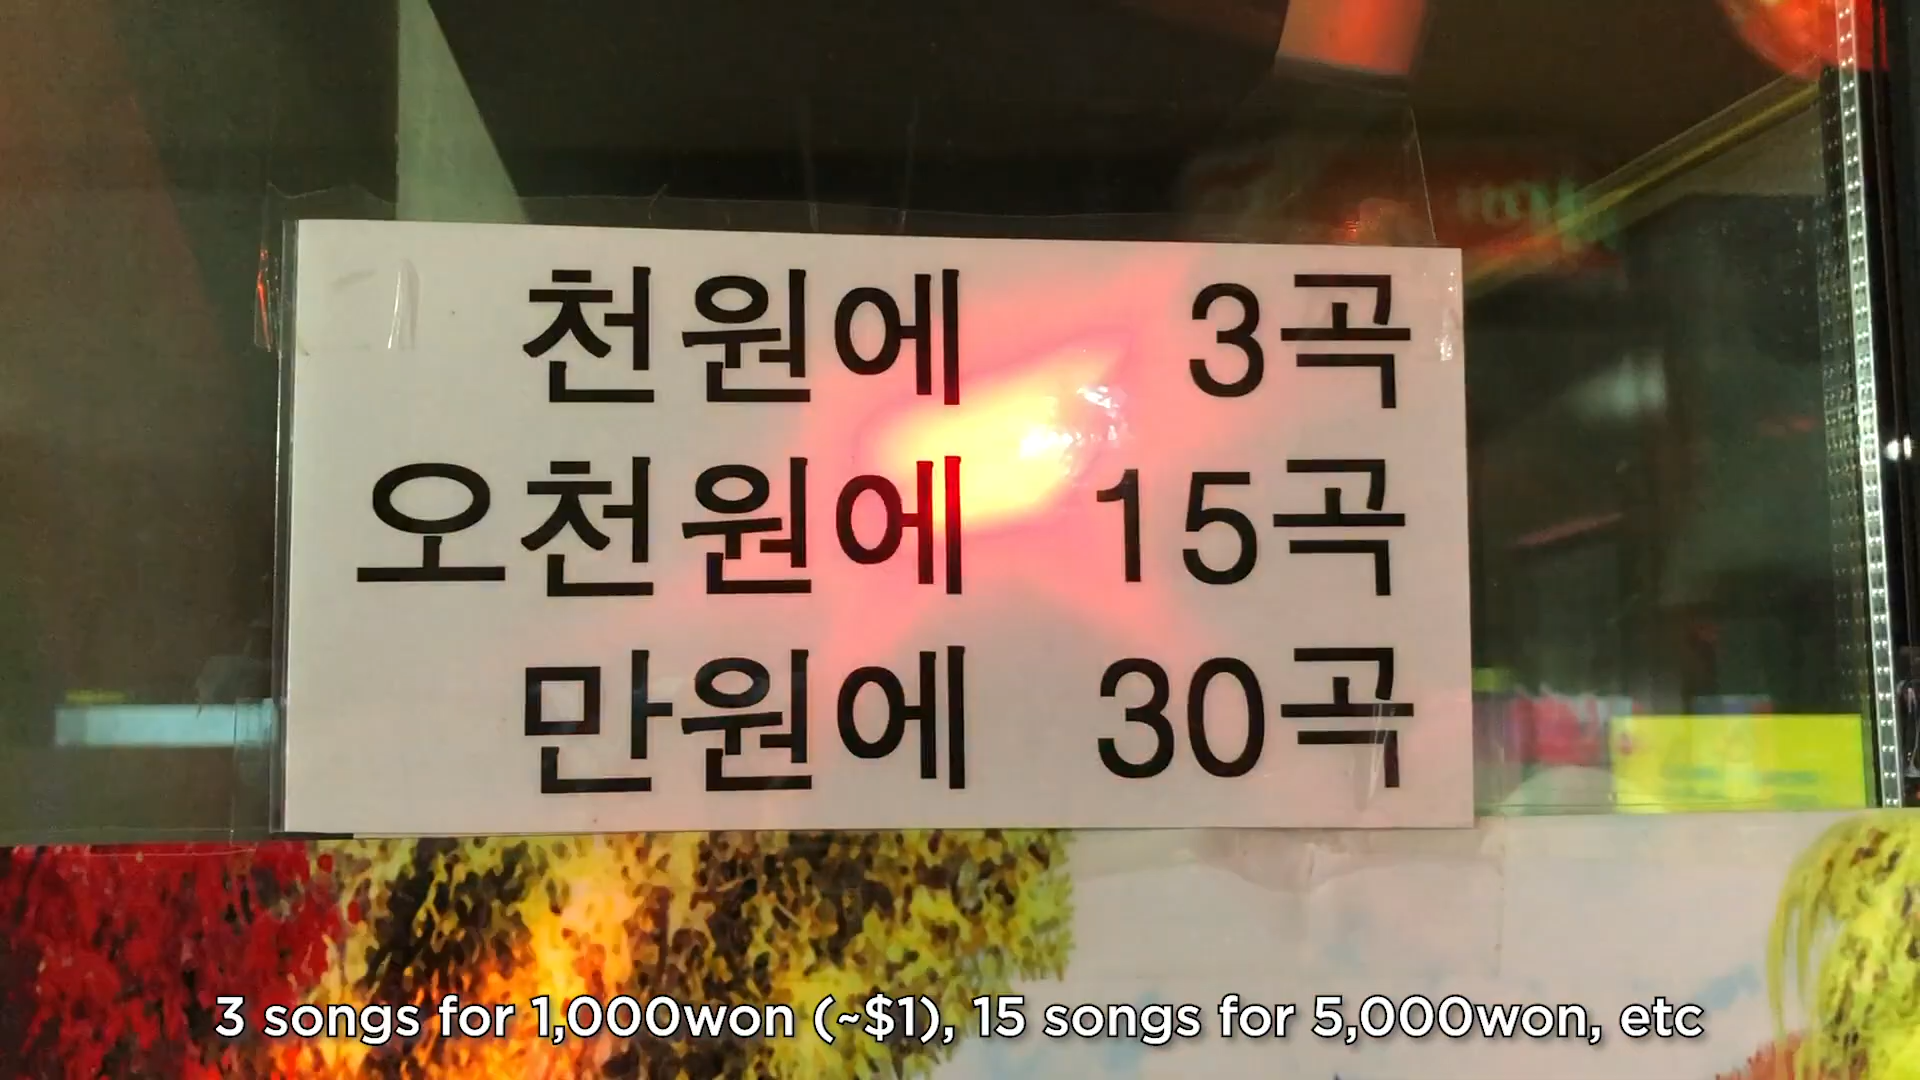 천원에 3곡
오천원에 15곡
만원에 30곡
3 songs for 1,000won (~$1), 15 songs for 5,000won, etc